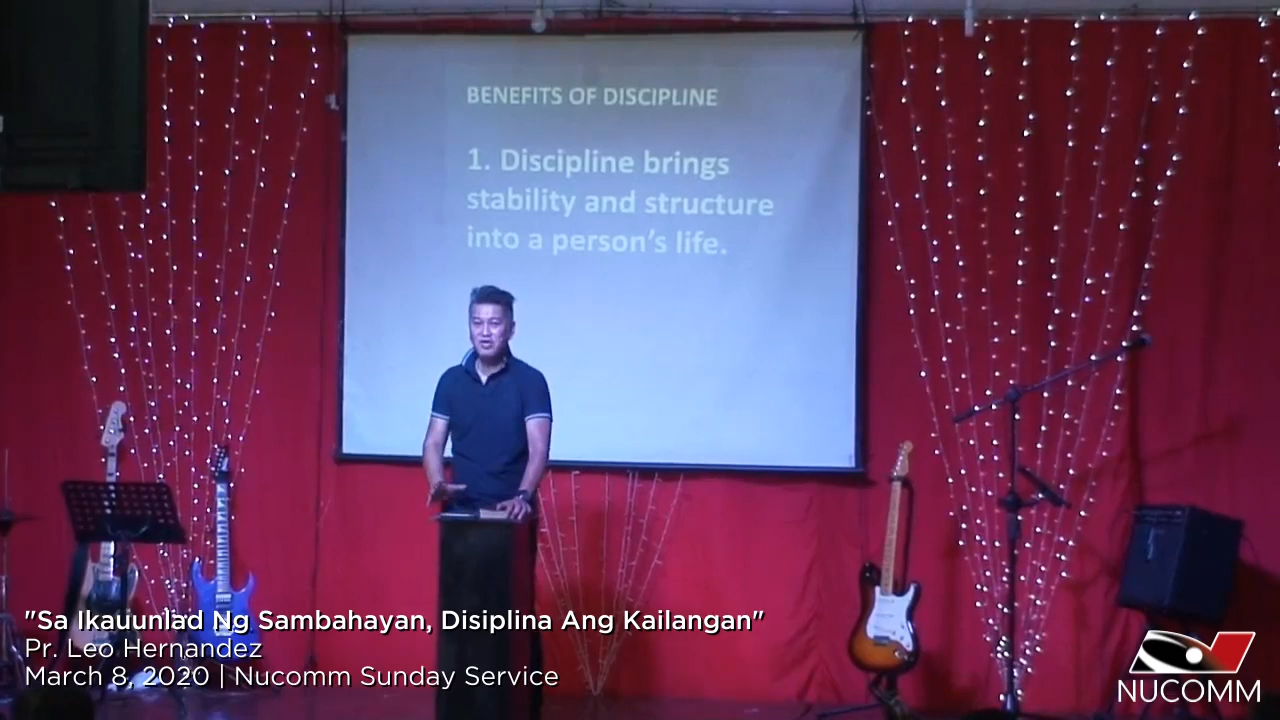 BENEFITS OF DISCIPLINE
1. Discipline brings
stability and structure
into a person's life.
"Sa Ikauunlad Ng Sambahayan, Disiplina Ang Kailangan"
Pr. Leo Hernandez
March 8, 2020 | Nucomm Sunday Service
NUCOMM